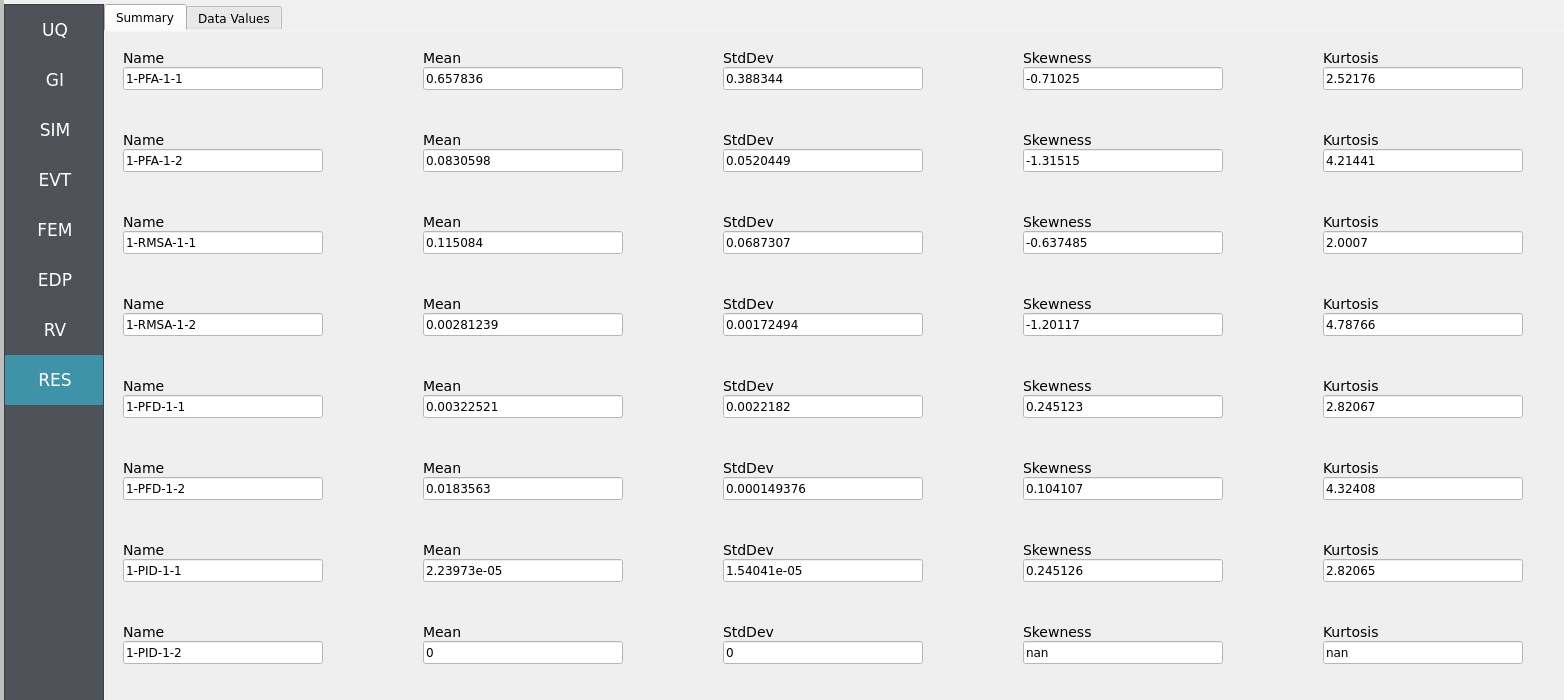 UQ
GI
SIM
EVT
FEM
EDP
RV
RES
Summary Data Values
Name Mean StdDev Skewness Kurtosis
1-PFA-1-1 0.657836 0.388344 -0.71025 2.52176
Name Mean StdDev Skewness Kurtosis
1-PFA-1-2 0.0830598 0.0520449 -1.31515 4.21441
Name Mean StdDev Skewness Kurtosis
1-RMSA-1-1 0.115084 0.0687307 -0.637485 2.0007
Name Mean StdDev Skewness Kurtosis
1-RMSA-1-2 0.00281239 0.00172494 -1.20117 4.78766
Name Mean StdDev Skewness Kurtosis
1-PFD-1-1 0.00322521 0.0022182 0.245123 2.82067
Name Mean StdDev Skewness Kurtosis
1-PFD-1-2 0.0183563 0.000149376 0.104107 4.32408
Name Mean StdDev Skewness Kurtosis
1-PID-1-1 2.23973e-05 1.54041e-05 0.245126 2.82065
Name Mean StdDev Skewness Kurtosis
1-PID-1-2 0 0 nan nan